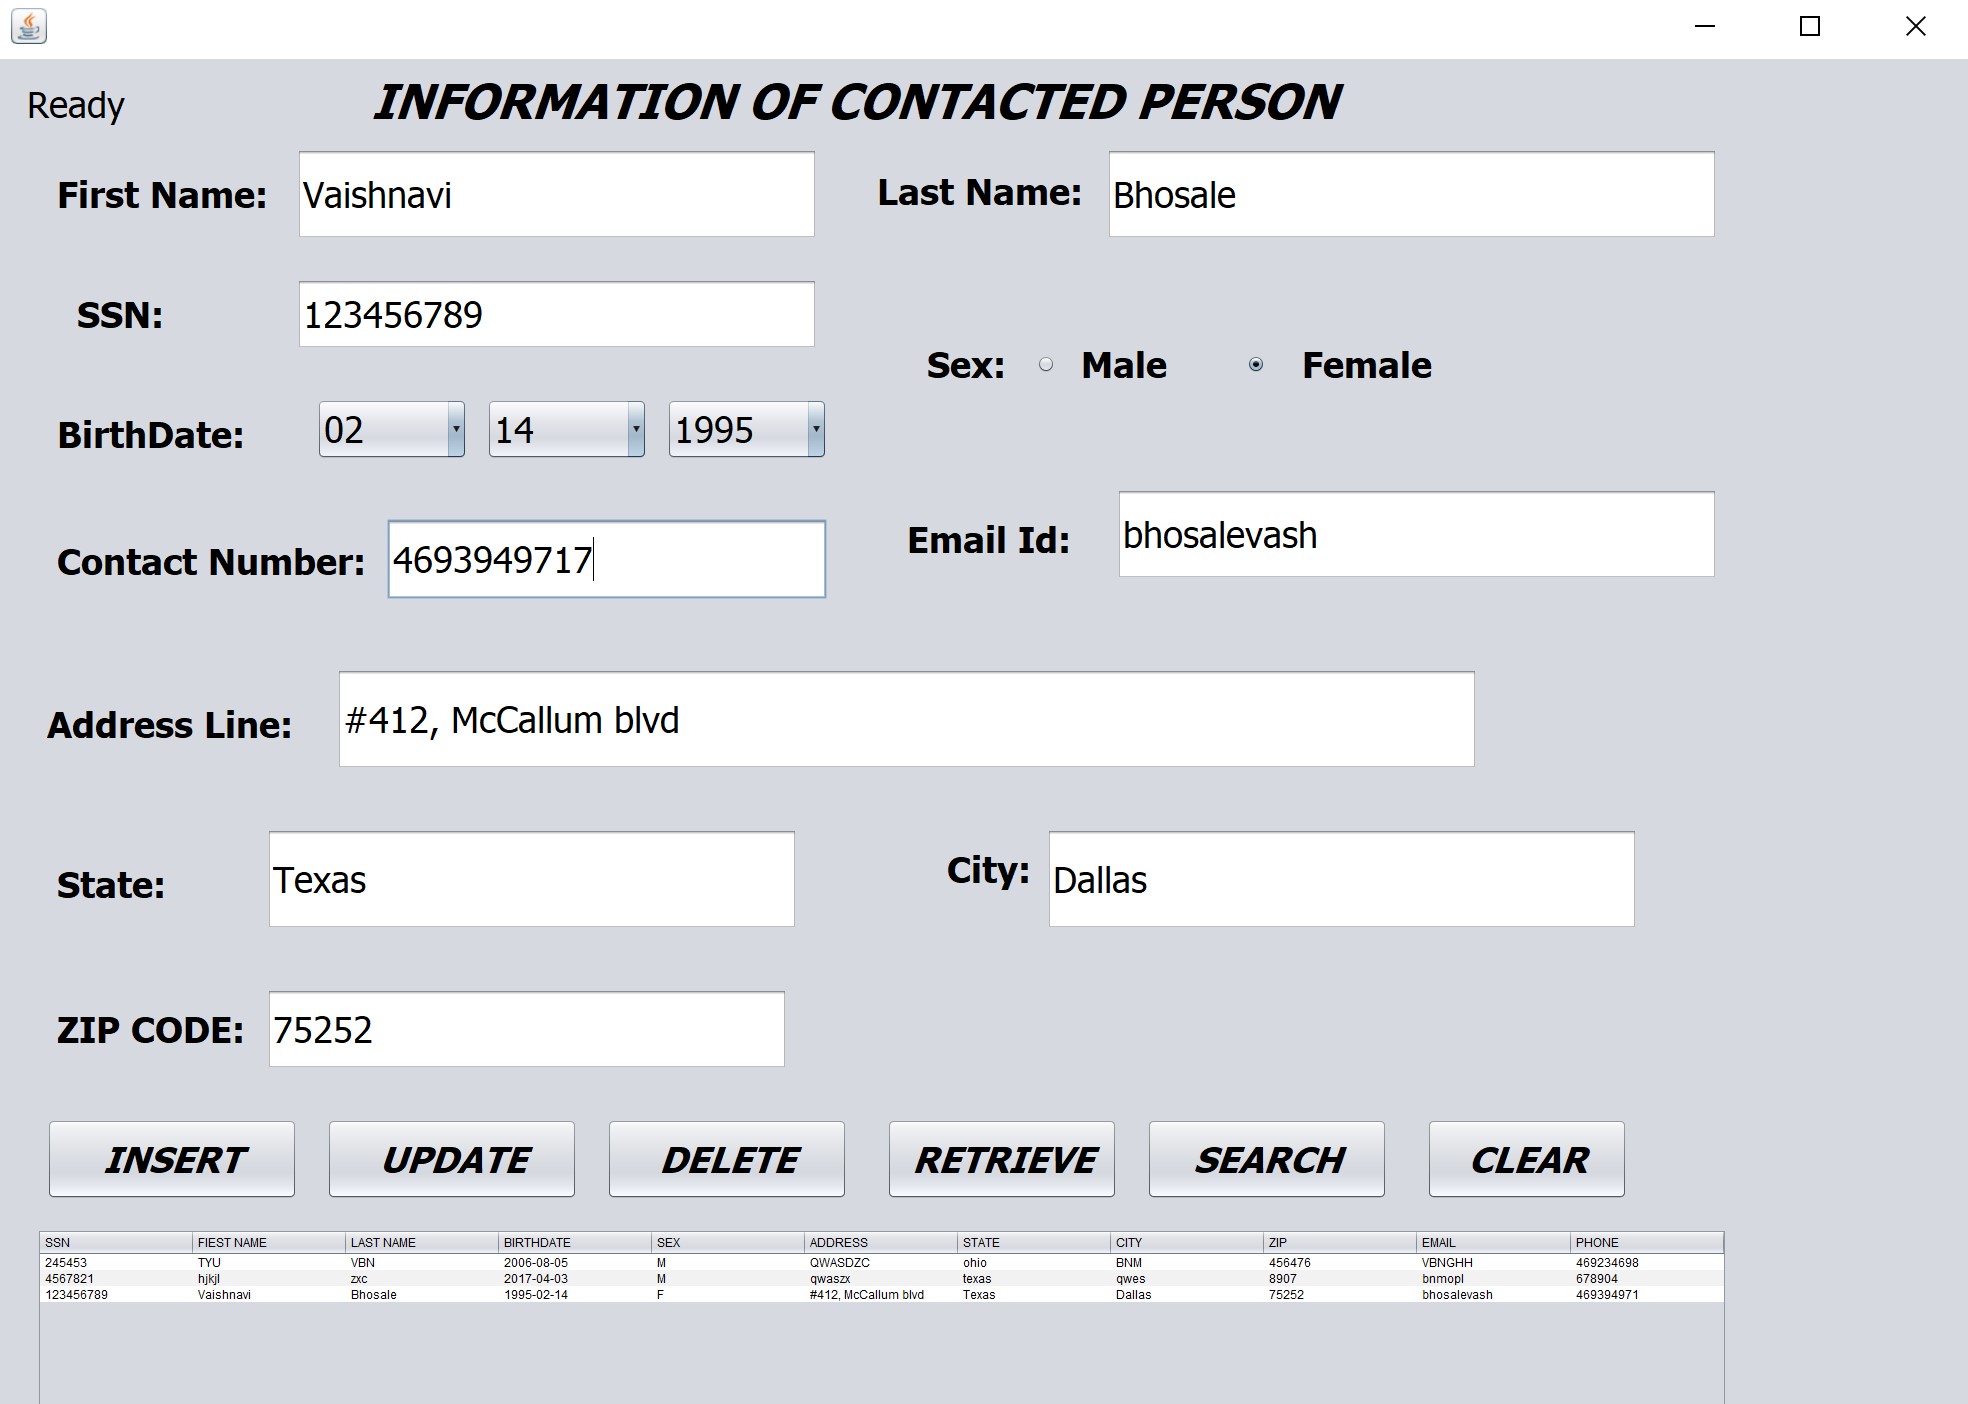 Ready INFORMATION OF CONTACTED PERSON
First Name: Vaishnavi Last Name: Bhosale
SSN: 123456789
Sex: Male Female
BirthDate: 02 14 1995
Contact Number: 4693949717 Email Id: bhosalevash
Address Line: #412, McCallum blvd
State: Texas City: Dallas
ZIP CODE: 75252
INSERT UPDATE DELETE RETRIEVE SEARCH CLEAR
SSN FIEST NAME LAST NAME BIRTHDATE SEX ADDRESS STATE CITY ZIP EMAIL PHONE
245453 TYU VBN 2006-08-05 M QWASDZC ohio BNM 456476 VBNGHH 469234698
4567821 hjkjl zxc 2017-04-03 M qwaszx texas qwes 8907 bnmopl 678904
123456789 Vaishnavi Bhosale 1995-02-14 F #412, McCallum blvd Texas Dallas 75252 bhosalevash 469394971